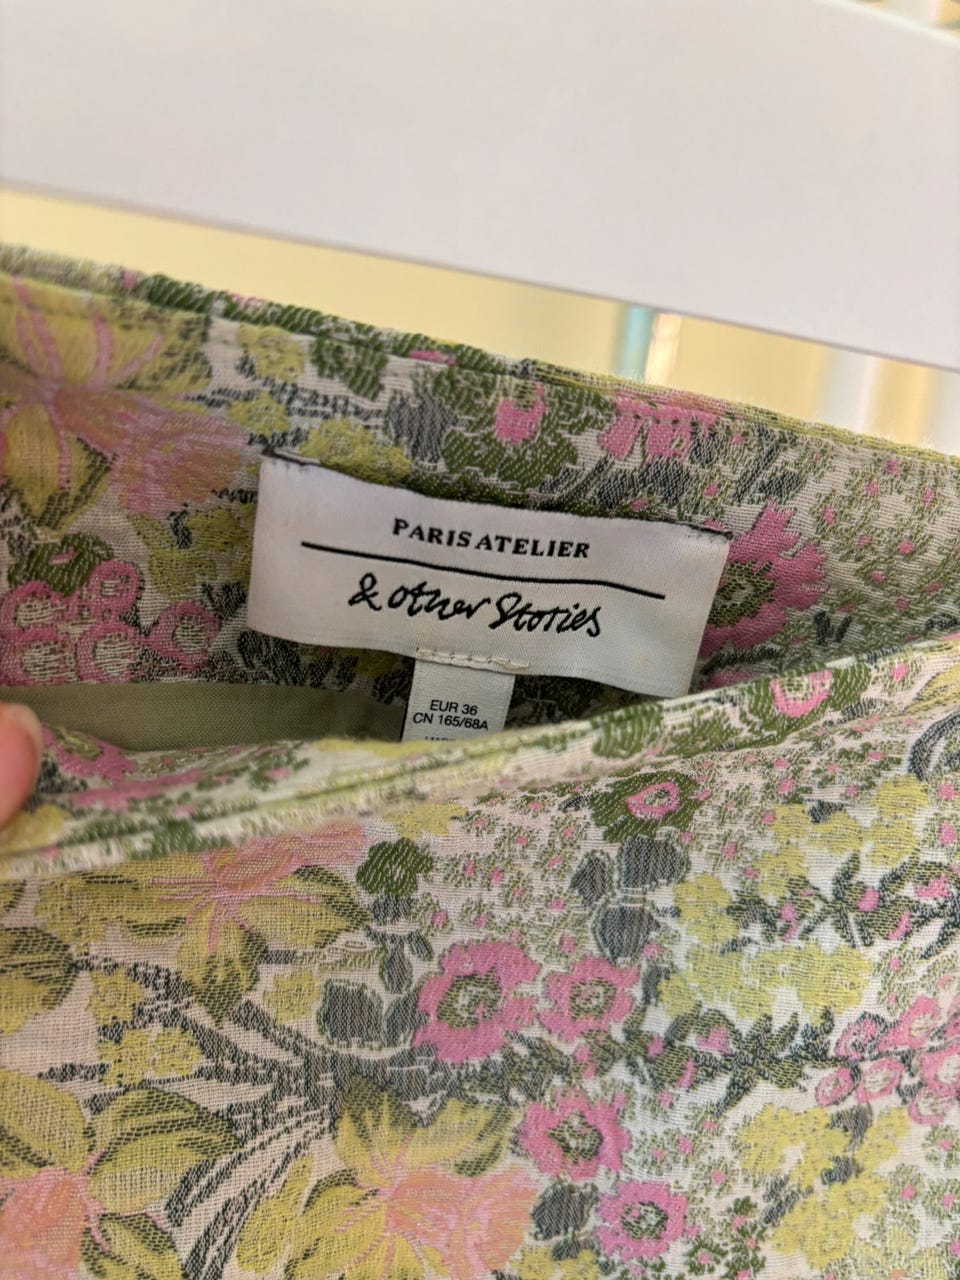 PARIS ATELIER
& other Stories
EUR 36
CN 165/68A